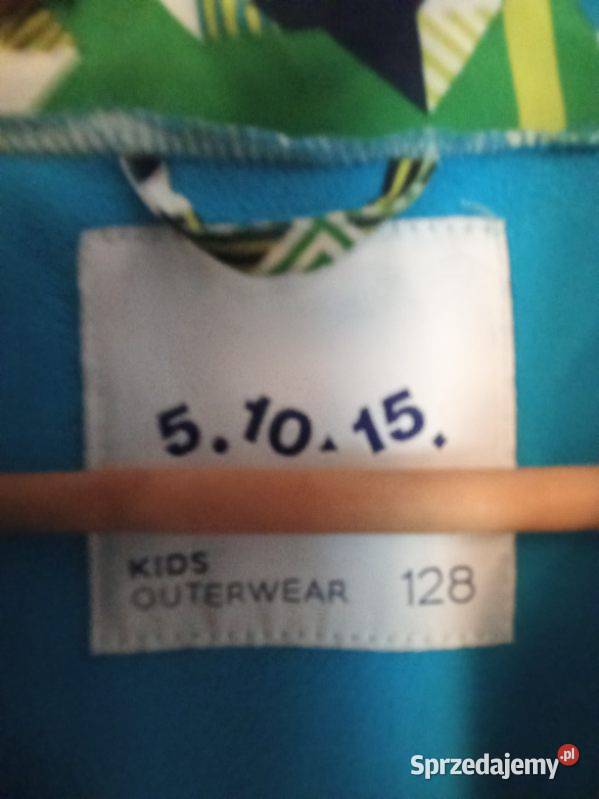 5.10.15.
KIDS
OUTERWEAR 128
Sprzedajemy.pl